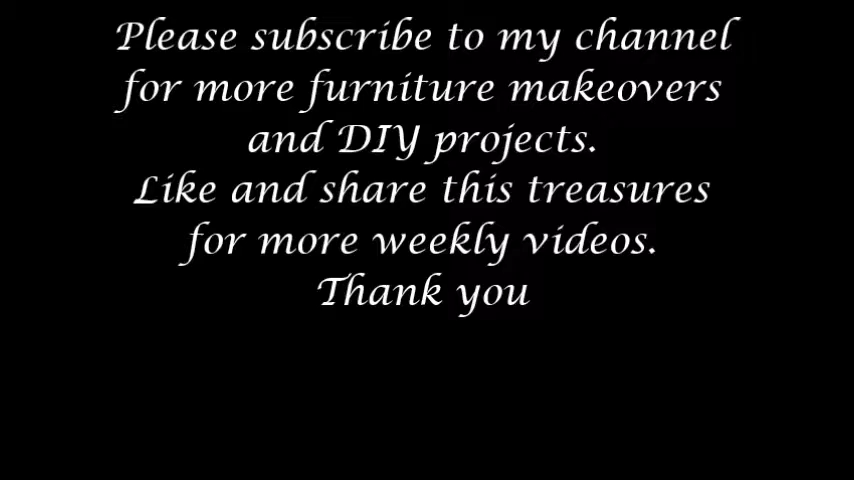 Please subscribe to my channel
for more furniture makeovers
and DIY projects.
Like and share this treasures
for more weekly videos.
Thank you